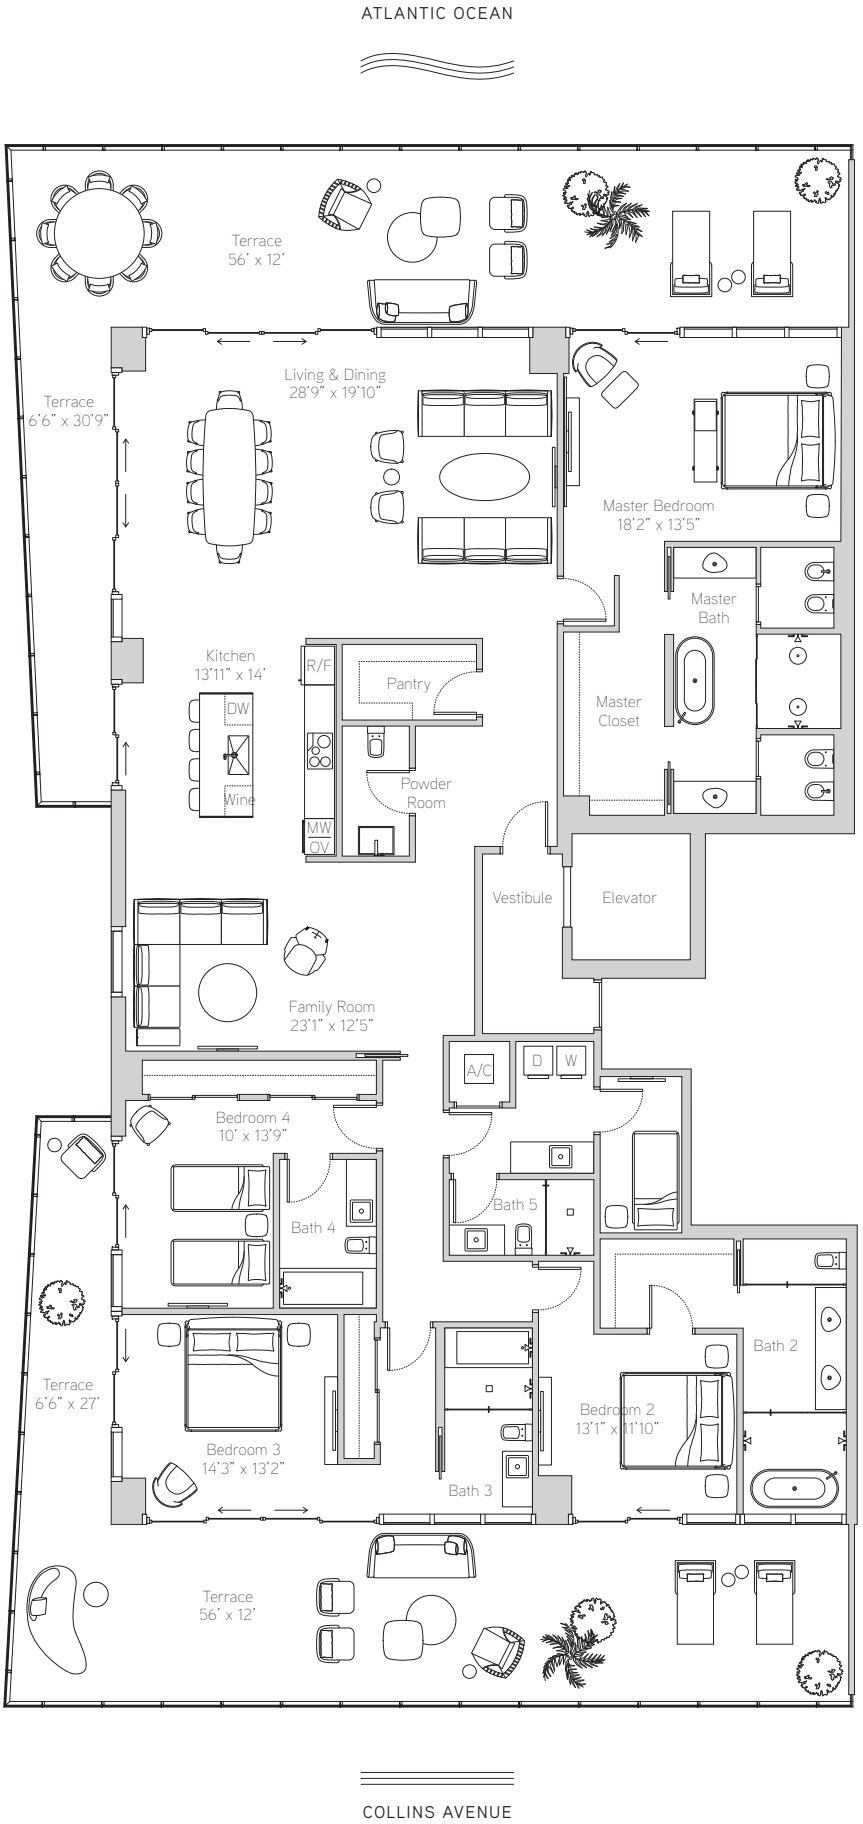 ATLANTIC OCEAN
Terrace
56’ x 12’
Living & Dining
28’9” x 19’10”
Terrace
6’6” x 30’9”
Master Bedroom
18’2” x 13’5”
Master
Bath
Kitchen
13’11” x 14’
R/F
Pantry
DW
Master
Closet
Powder
Room
Wine
MW
OV
Vestibule
Elevator
Family Room
23’1” x 12’5”
A/C
D
W
Bedroom 4
10’ x 13’9”
Bath 5
Bath 4
Bath 2
Terrace
6’6” x 27’
Bedroom 2
13’1” x 11’10”
Bedroom 3
14’3” x 13’2”
Bath 3
Terrace
56’ x 12’
COLLINS AVENUE